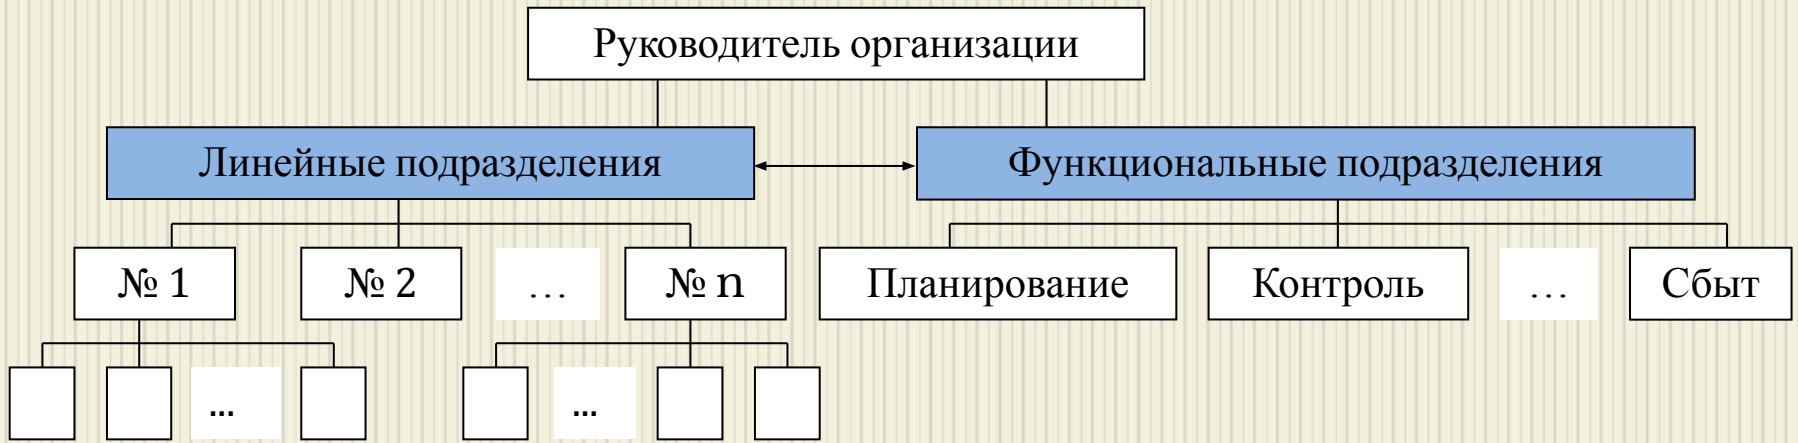 Руководитель организации
Линейные подразделения
Функциональные подразделения
№ 1
№ 2
…
№ n
Планирование
Контроль
…
Сбыт
...
...